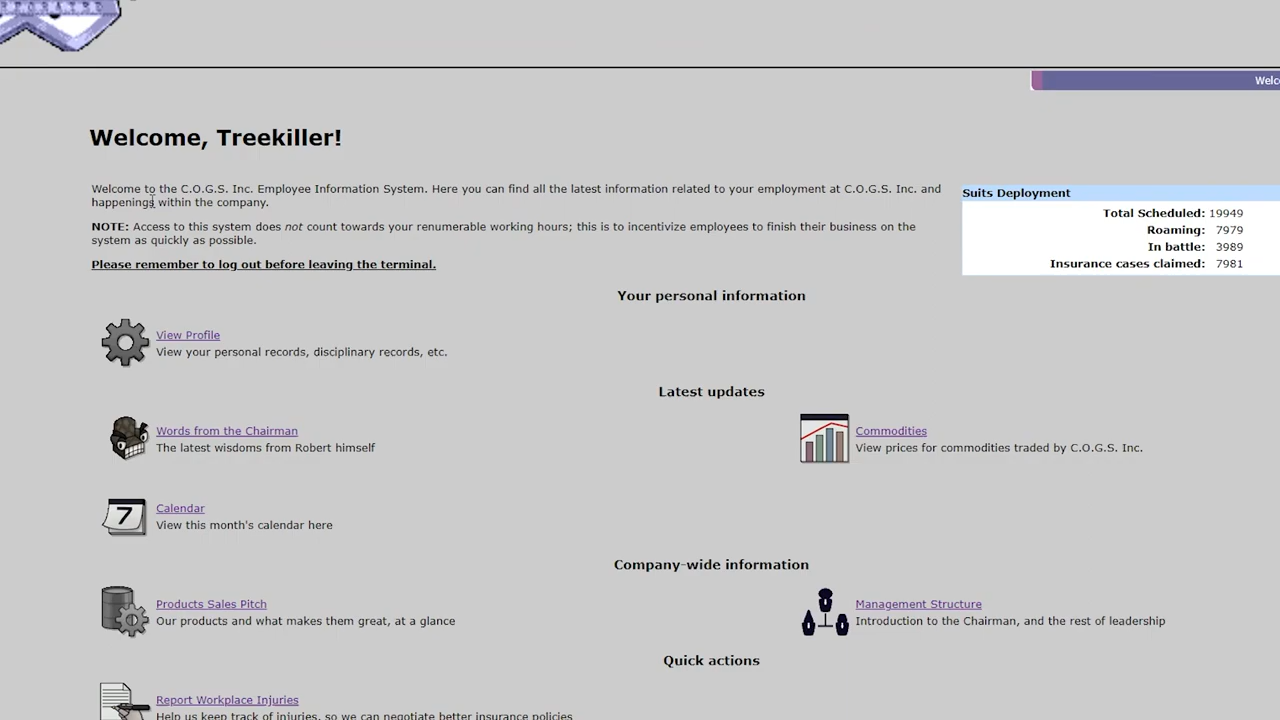 Welc
Welcome, Treekiller!
Welcome to the C.O.G.S. Inc. Employee Information System. Here you can find all the latest information related to your employment at C.O.G.S. Inc. and
happenings within the company.
NOTE: Access to this system does not count towards your renumerable working hours; this is to incentivize employees to finish their business on the
system as quickly as possible.
Please remember to log out before leaving the terminal.
Suits Deployment
Total Scheduled: 19949
Roaming: 7979
In battle: 3989
Insurance cases claimed: 7981
Your personal information
View Profile
View your personal records, disciplinary records, etc.
Latest updates
Words from the Chairman
The latest wisdoms from Robert himself
Commodities
View prices for commodities traded by C.O.G.S. Inc.
7
Calendar
View this month's calendar here
Company-wide information
Products Sales Pitch
Our products and what makes them great, at a glance
Management Structure
Introduction to the Chairman, and the rest of leadership
Quick actions
Report Workplace Injuries
Help us keep track of injuries, so we can negotiate better insurance policies